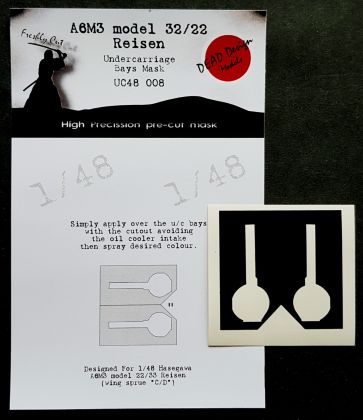 A6M3 model 32/22
Reisen
Undercarriage
Bays Mask
UC48 008
Freshly Cut
DEAD Design
Models
High Precission pre-cut mask
1/48
1/48
Simply apply over the u/c bays
with the cutout avoiding
the oil cooler intake
then spray desired colour.
Designed For 1/48 Hasegawa
A6M3 model 22/33 Reisen
(wing sprue "C/D")